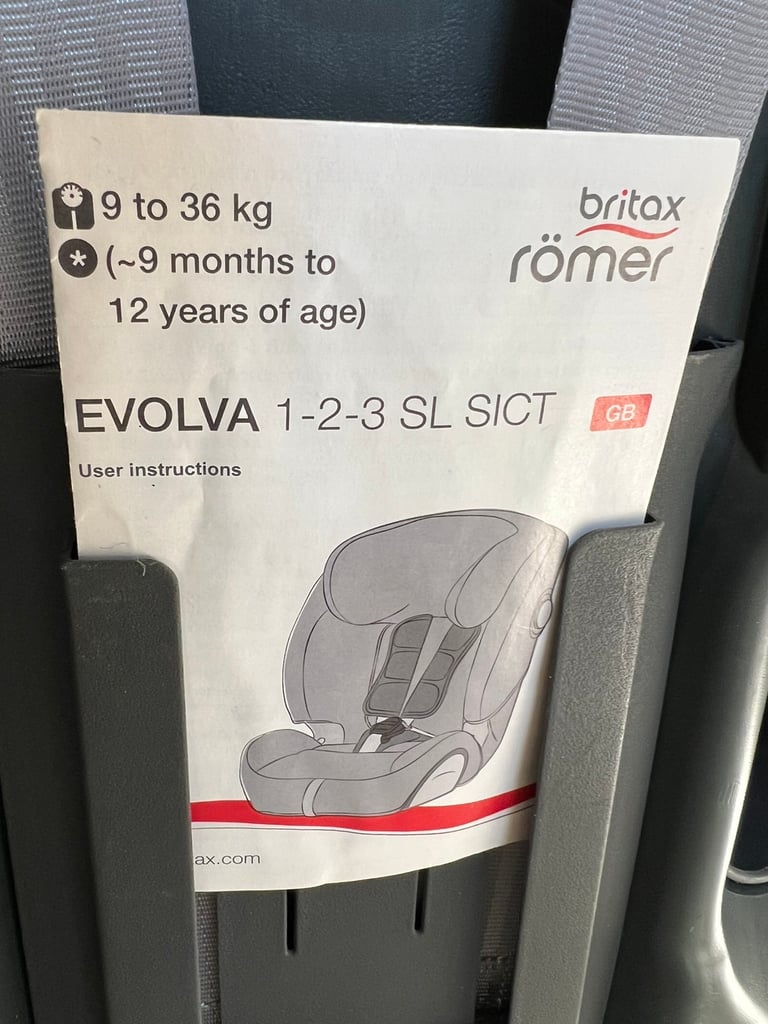 9 to 36 kg
(~9 months to
12 years of age)
britax
römer
EVOLVA 1-2-3 SL SICT
GB
User instructions
ax.com